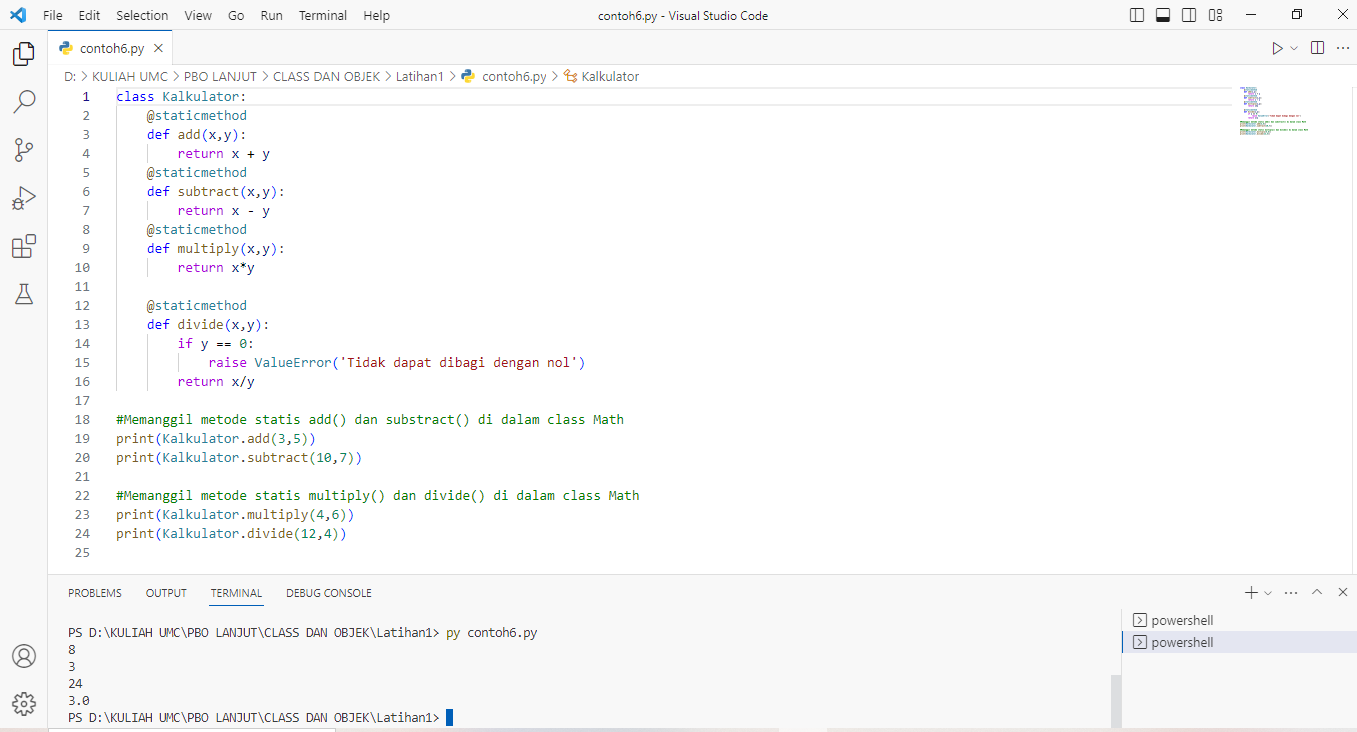 File Edit Selection View Go Run Terminal Help contoh6.py - Visual Studio Code
contoh6.py
D: > KULIAH UMC > PBO LANJUT > CLASS DAN OBJEK > Latihan1 > contoh6.py > Kalkulator
1 class Kalkulator:
2     @staticmethod
3     def add(x,y):
4         return x + y
5     @staticmethod
6     def subtract(x,y):
7         return x - y
8     @staticmethod
9     def multiply(x,y):
10         return x*y
11
12     @staticmethod
13     def divide(x,y):
14         if y == 0:
15             raise ValueError('Tidak dapat dibagi dengan nol')
16         return x/y
17
18 #Memanggil metode statis add() dan substract() di dalam class Math
19 print(Kalkulator.add(3,5))
20 print(Kalkulator.subtract(10,7))
21
22 #Memanggil metode statis multiply() dan divide() di dalam class Math
23 print(Kalkulator.multiply(4,6))
24 print(Kalkulator.divide(12,4))
25
PROBLEMS OUTPUT TERMINAL DEBUG CONSOLE
PS D:\KULIAH UMC\PBO LANJUT\CLASS DAN OBJEK\Latihan1> py contoh6.py
8
3
24
3.0
PS D:\KULIAH UMC\PBO LANJUT\CLASS DAN OBJEK\Latihan1>
powershell
powershell